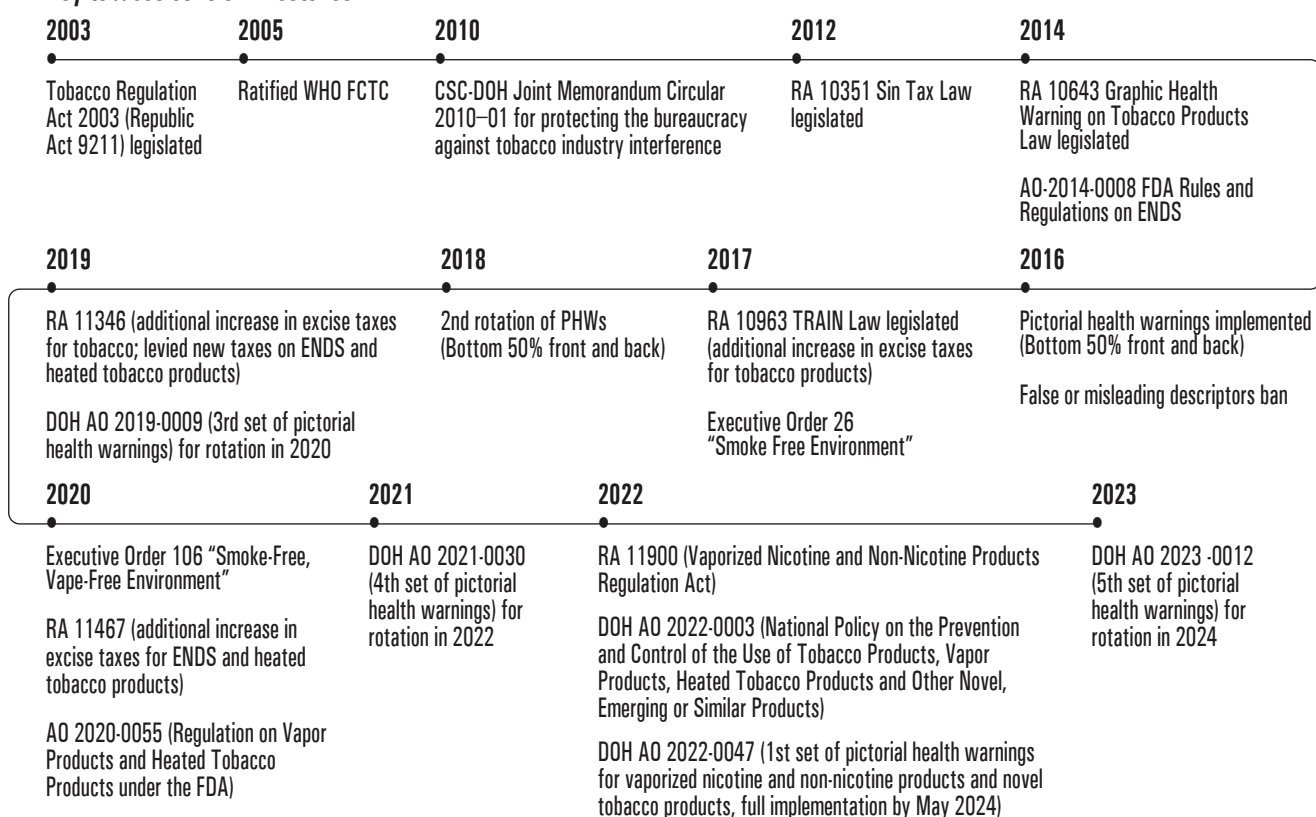 2003
Tobacco Regulation
Act 2003 (Republic
Act 9211) legislated
2005
Ratified WHO FCTC
2010
CSC-DOH Joint Memorandum Circular
2010–01 for protecting the bureaucracy
against tobacco industry interference
2012
RA 10351 Sin Tax Law
legislated
2014
RA 10643 Graphic Health
Warning on Tobacco Products
Law legislated
AO-2014-0008 FDA Rules and
Regulations on ENDS
2019
RA 11346 (additional increase in excise taxes
for tobacco; levied new taxes on ENDS and
heated tobacco products)
DOH AO 2019-0009 (3rd set of pictorial
health warnings) for rotation in 2020
2018
2nd rotation of PHWs
(Bottom 50% front and back)
2017
RA 10963 TRAIN Law legislated
(additional increase in excise taxes
for tobacco products)
Executive Order 26
“Smoke Free Environment”
2016
Pictorial health warnings implemented
(Bottom 50% front and back)
False or misleading descriptors ban
2020
Executive Order 106 “Smoke-Free,
Vape-Free Environment”
RA 11467 (additional increase in
excise taxes for ENDS and heated
tobacco products)
AO 2020-0055 (Regulation on Vapor
Products and Heated Tobacco
Products under the FDA)
2021
DOH AO 2021-0030
(4th set of pictorial
health warnings) for
rotation in 2022
2022
RA 11900 (Vaporized Nicotine and Non-Nicotine Products
Regulation Act)
DOH AO 2022-0003 (National Policy on the Prevention
and Control of the Use of Tobacco Products, Vapor
Products, Heated Tobacco Products and Other Novel,
Emerging or Similar Products)
DOH AO 2022-0047 (1st set of pictorial health warnings
for vaporized nicotine and non-nicotine products and novel
tobacco products, full implementation by May 2024)
2023
DOH AO 2023 -0012
(5th set of pictorial
health warnings) for
rotation in 2024